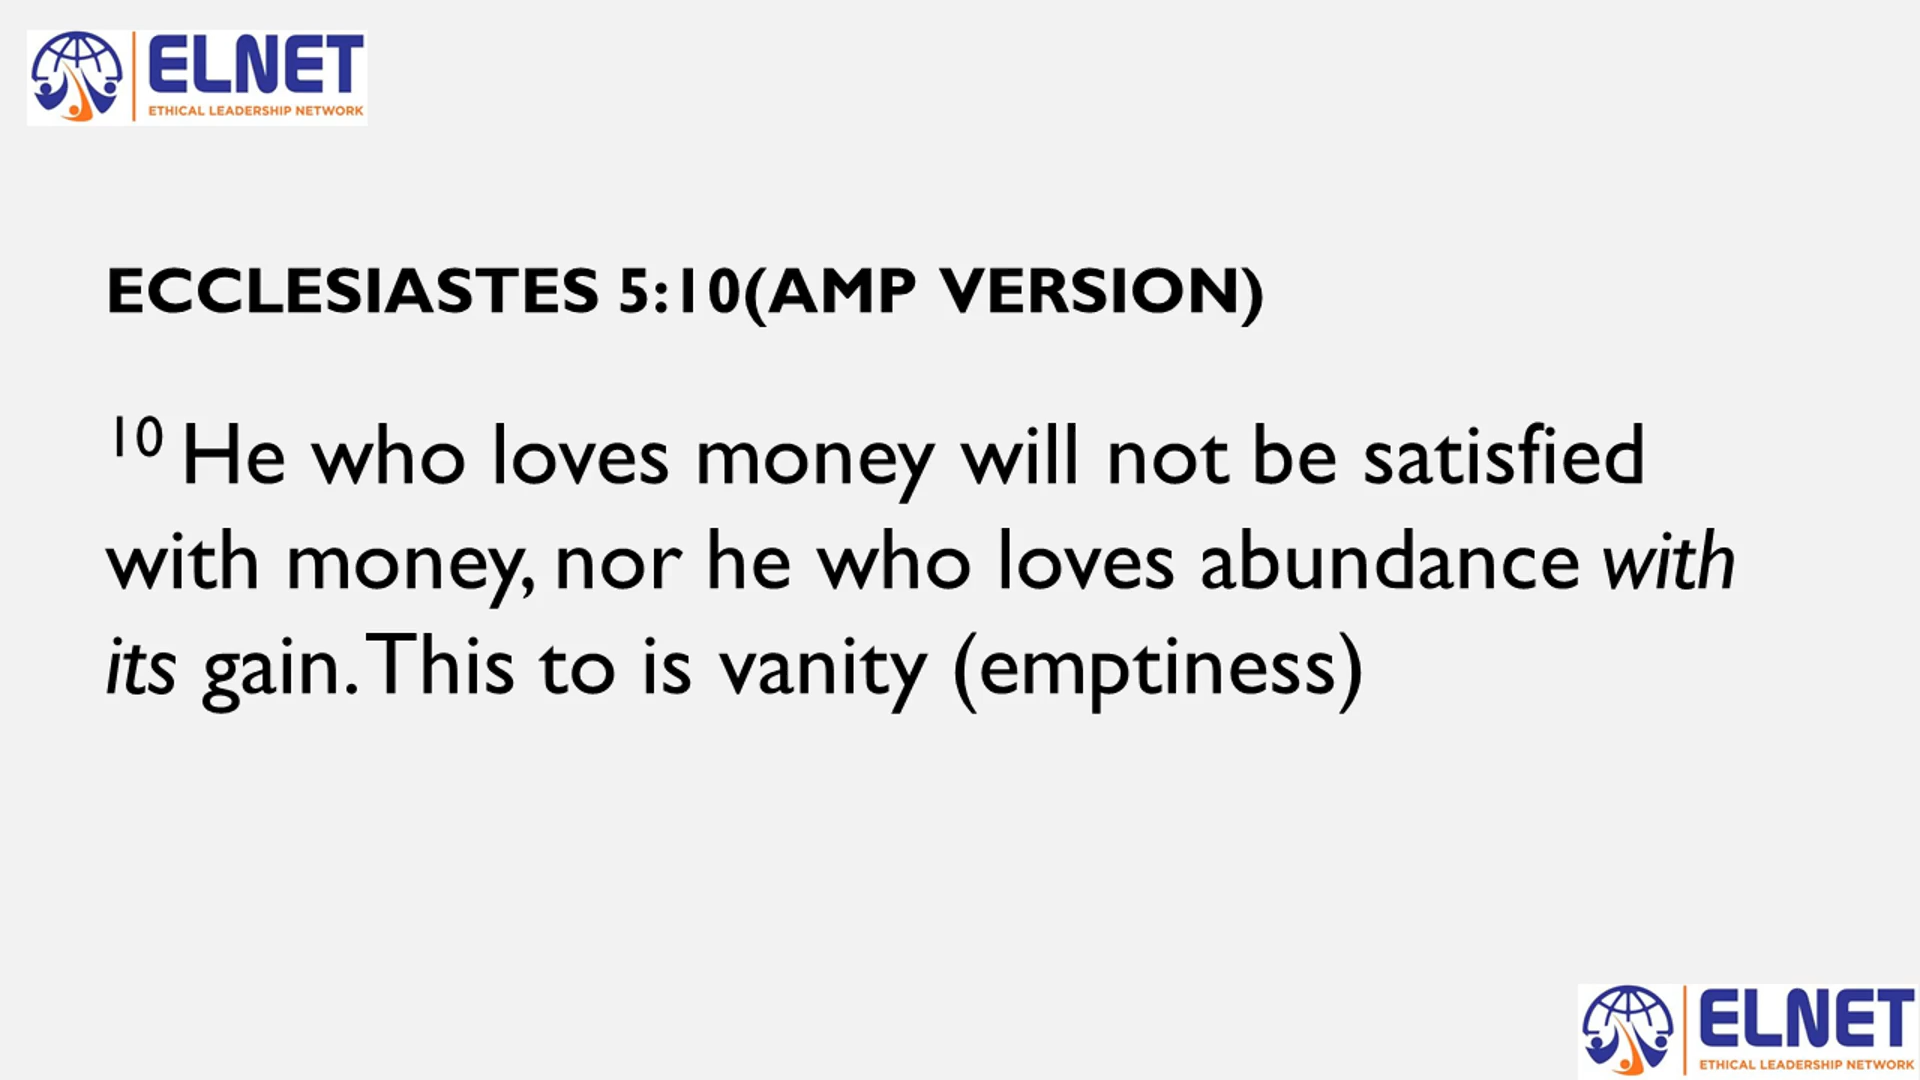 ELNET
ETHICAL LEADERSHIP NETWORK
ECCLESIASTES 5:10(AMP VERSION)
10 He who loves money will not be satisfied
with money, nor he who loves abundance with
its gain. This to is vanity (emptiness)
ELNET
ETHICAL LEADERSHIP NETWORK